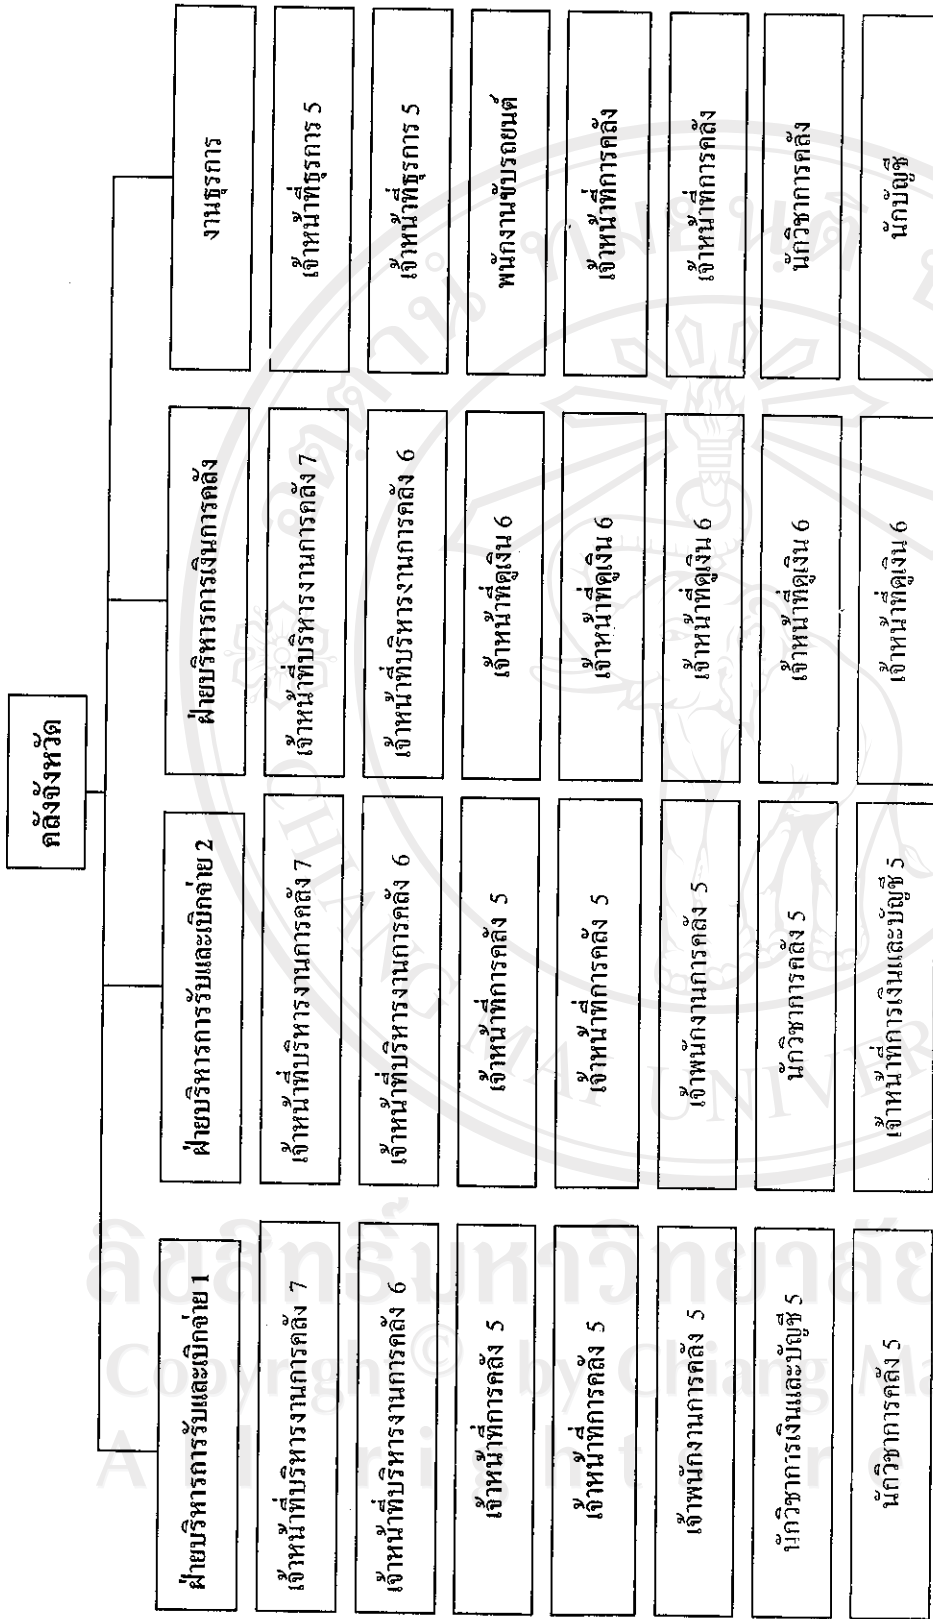 คลังจังหวัด
ฝ่ายบริหารการรับและเบิกจ่าย 1
เจ้าหน้าที่บริหารงานการคลัง 7
เจ้าหน้าที่บริหารงานการคลัง 6
เจ้าหน้าที่การคลัง 5
เจ้าหน้าที่การคลัง 5
เจ้าพนักงานการคลัง 5
นักวิชาการเงินและบัญชี 5
นักวิชาการคลัง 5
ฝ่ายบริหารการรับและเบิกจ่าย 2
เจ้าหน้าที่บริหารงานการคลัง 7
เจ้าหน้าที่บริหารงานการคลัง 6
เจ้าหน้าที่การคลัง 5
เจ้าหน้าที่การคลัง 5
เจ้าพนักงานการคลัง 5
นักวิชาการคลัง 5
เจ้าหน้าที่การเงินและบัญชี 5
ฝ่ายบริหารการเงินการคลัง
เจ้าหน้าที่บริหารงานการคลัง 7
เจ้าหน้าที่บริหารงานการคลัง 6
เจ้าหน้าที่ดูเงิน 6
เจ้าหน้าที่ดูเงิน 6
เจ้าหน้าที่ดูเงิน 6
เจ้าหน้าที่ดูเงิน 6
เจ้าหน้าที่ดูเงิน 6
งานธุรการ
เจ้าหน้าที่ธุรการ 5
เจ้าหน้าที่ธุรการ 5
พนักงานขับรถยนต์
เจ้าหน้าที่การคลัง
เจ้าหน้าที่การคลัง
นักวิชาการคลัง
นักบัญชี
ลิขสิทธิ์มหาวิทยาลัย
Copyright © by Chiang Ma
CHIANG MAI UNIVER